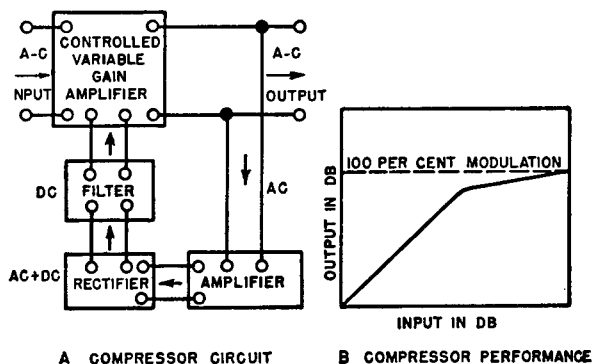 A-C
NPUT
CONTROLLED
VARIABLE
GAIN
AMPLIFIER
A-C
OUTPUT
DC
FILTER
AC
AC+DC
RECTIFIER
AMPLIFIER
A COMPRESSOR CIRCUIT
100 PER CENT MODULATION
OUTPUT IN DB
INPUT IN DB
B COMPRESSOR PERFORMANCE